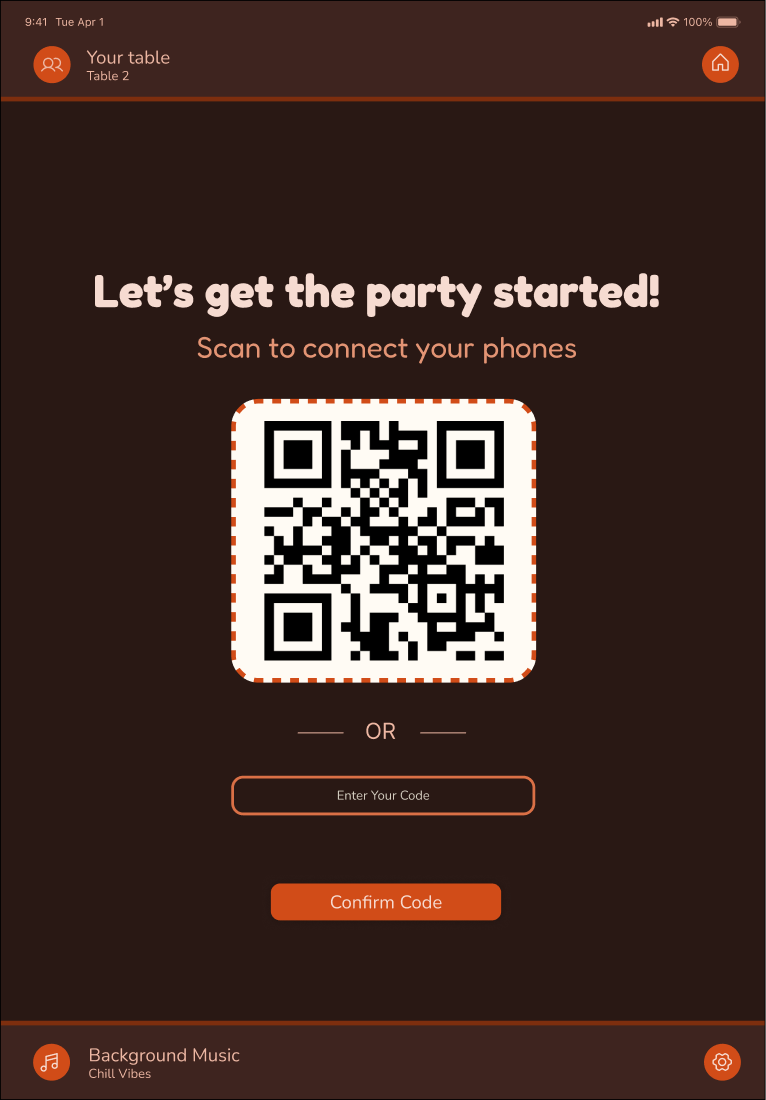 9:41 Tue Apr 1
100%
Your table
Table 2
Let’s get the party started!
Scan to connect your phones
OR
Enter Your Code
Confirm Code
Background Music
Chill Vibes